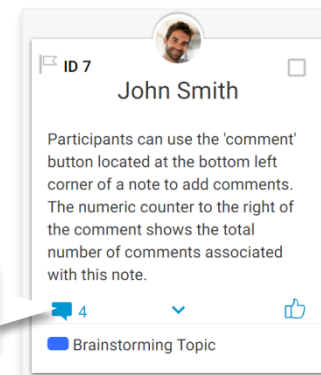 ID 7
John Smith
Participants can use the 'comment'
button located at the bottom left
corner of a note to add comments.
The numeric counter to the right of
the comment shows the total
number of comments associated
with this note.
4
Brainstorming Topic